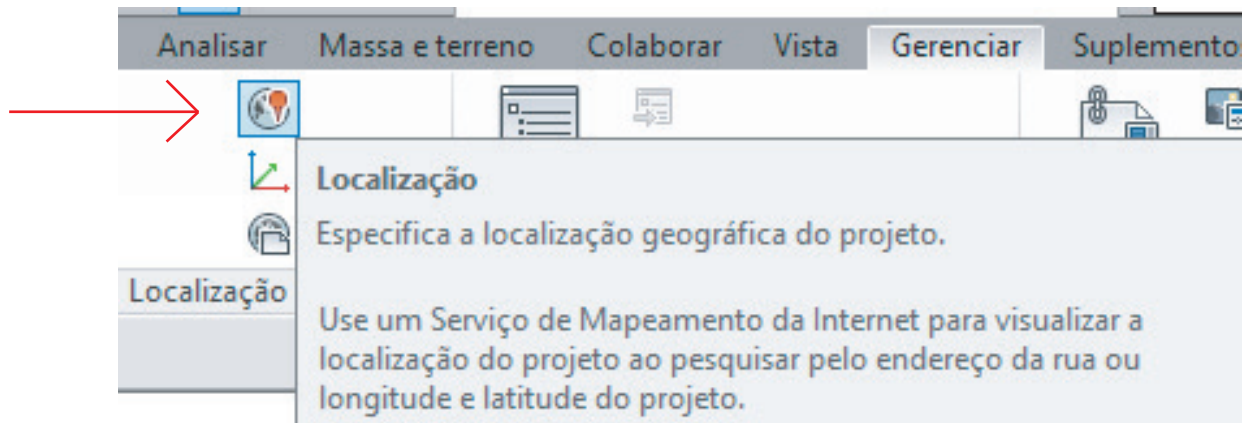 Analisar Massa e terreno Colaborar Vista Gerenciar Suplementos
Localização
Especifica a localização geográfica do projeto.
Localização
Use um Serviço de Mapeamento da Internet para visualizar a
localização do projeto ao pesquisar pelo endereço da rua ou
longitude e latitude do projeto.